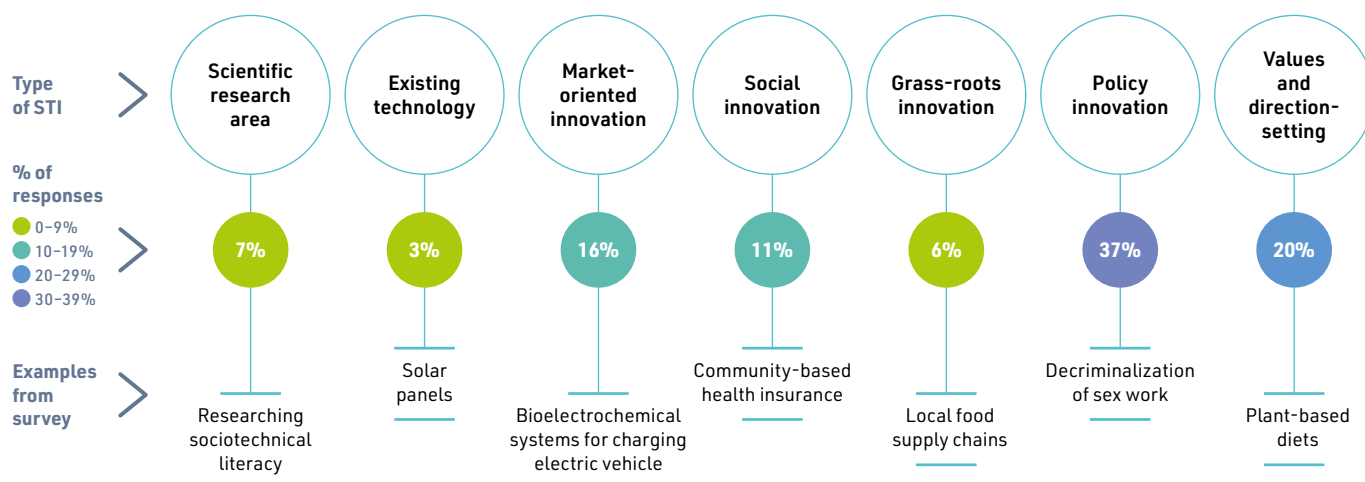 Type
of STI
Scientific
research
area
Existing
technology
Market-
oriented
innovation
Social
innovation
Grass-roots
innovation
Policy
innovation
Values
and
direction-
setting
% of
responses
0–9%
10–19%
20–29%
30–39%
7%
3%
16%
11%
6%
37%
20%
Examples
from
survey
Researching
sociotechnical
literacy
Solar
panels
Bioelectrochemical
systems for charging
electric vehicle
Community-based
health insurance
Local food
supply chains
Decriminalization
of sex work
Plant-based
diets